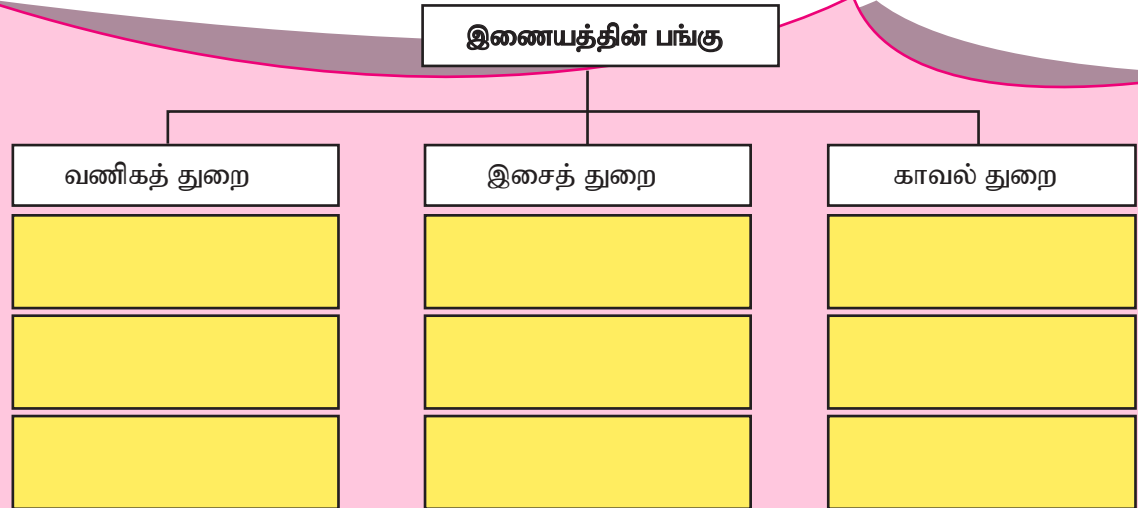 இணையத்தின் பங்கு
வணிகத் துறை
இசைத் துறை
காவல் துறை